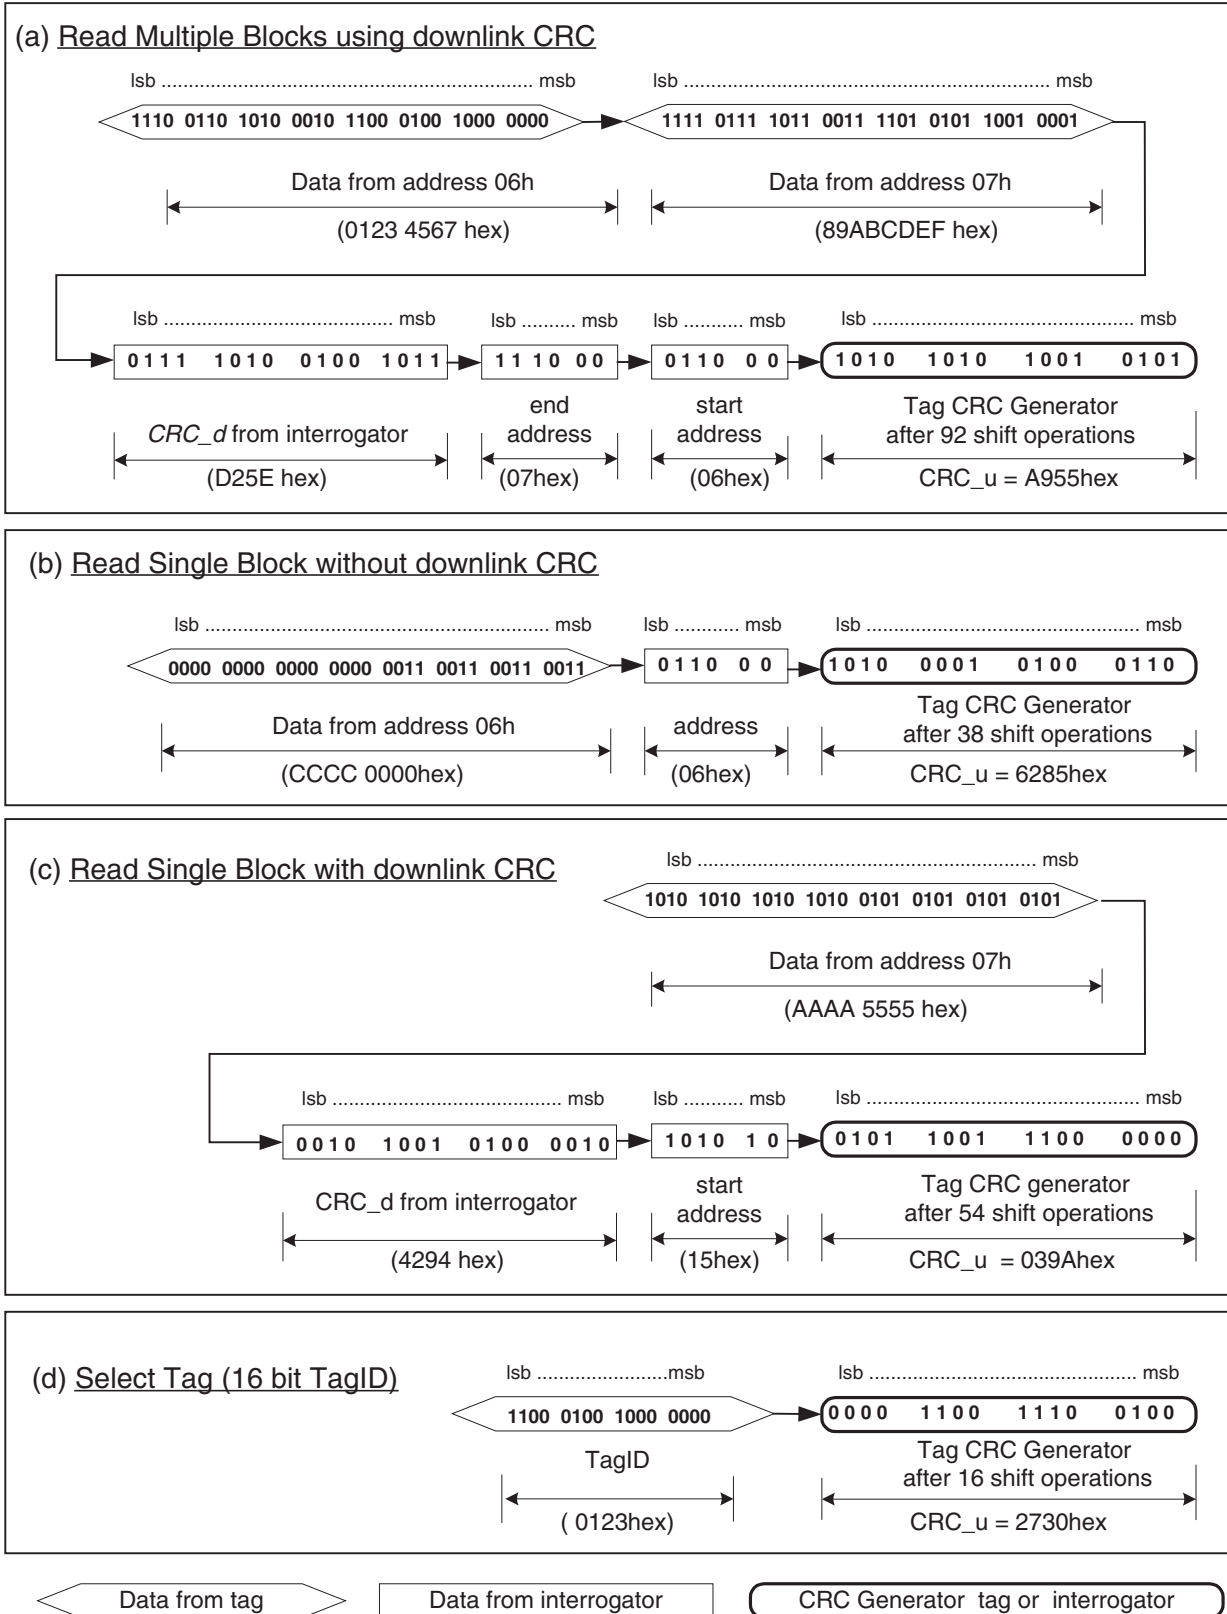 (a) Read Multiple Blocks using downlink CRC
lsb ..................................................................... msb lsb .................................................................... msb
1110 0110 1010 0010 1100 0100 1000 0000 1111 0111 1011 0011 1101 0101 1001 0001
Data from address 06h Data from address 07h
(0123 4567 hex) (89ABCDEF hex)
lsb ........................................... msb lsb .......... msb lsb ........... msb lsb ................................................. msb
0111 1010 0100 1011 11 10 00 0110 0 0 1010 1010 1001 0101
end start Tag CRC Generator
CRC_d from interrogator address address after 92 shift operations
(D25E hex) (07hex) (06hex) CRC_u = A955hex
(b) Read Single Block without downlink CRC
lsb ................................................................ msb lsb ............ msb lsb ................................................... msb
0000 0000 0000 0000 0011 0011 0011 0011 0110 0 0 1010 0001 0100 0110
Data from address 06h address Tag CRC Generator
after 38 shift operations
(CCCC 0000hex) (06hex) CRC_u = 6285hex
(c) Read Single Block with downlink CRC
lsb ............................................................... msb
1010 1010 1010 1010 0101 0101 0101 0101
Data from address 07h
(AAAA 5555 hex)
lsb ........................................... msb lsb ........... msb lsb ................................................... msb
0010 1001 0100 0010 1010 1 0 0101 1001 1100 0000
CRC_d from interrogator start Tag CRC generator
address after 54 shift operations
(4294 hex) (15hex) CRC_u = 039Ahex
(d) Select Tag (16 bit TagID)
lsb ........................msb lsb .................................................. msb
1100 0100 1000 0000 0000 1100 1110 0100
TagID Tag CRC Generator
after 16 shift operations
( 0123hex) CRC_u = 2730hex
Data from tag Data from interrogator CRC Generator tag or interrogator